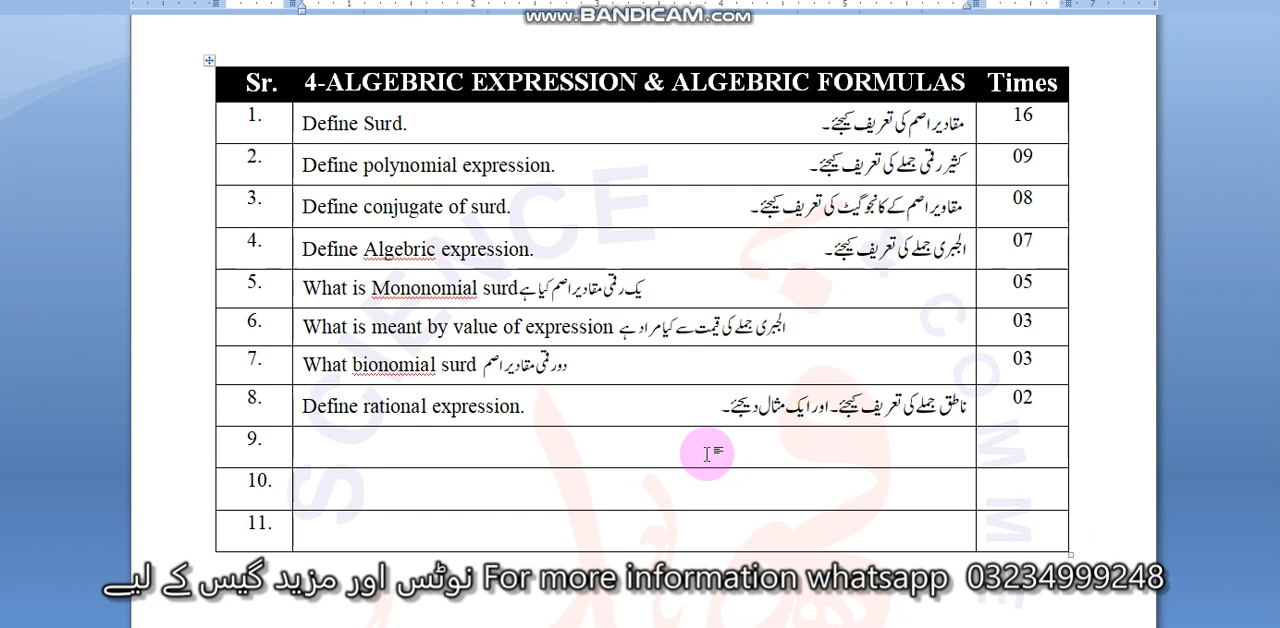 www.BANDICAM.com
Sr. 4-ALGEBRIC EXPRESSION & ALGEBRIC FORMULAS Times
1. Define Surd. مقادیر اصم کی تعریف کیجئے۔ 16
2. Define polynomial expression. کثیر رقمی جملے کی تعریف کیجئے۔ 09
3. Define conjugate of surd. مقادیر اصم کے کانجوگیٹ کی تعریف کیجئے۔ 08
4. Define Algebric expression. الجبری جملے کی تعریف کیجئے۔ 07
5. What is Mononomial surd یک رقمی مقادیر اصم کیا ہے 05
6. What is meant by value of expression الجبری جملے کی قیمت سے کیا مراد ہے 03
7. What bionomial surd دو رقمی مقادیر اصم 03
8. Define rational expression. ناطق جملے کی تعریف کیجئے۔ اور ایک مثال دیجئے۔ 02
9.
10.
11.
SCIENCE & COMME
نوٹس اور مزید گیس کے لیے For more information whatsapp 03234999248